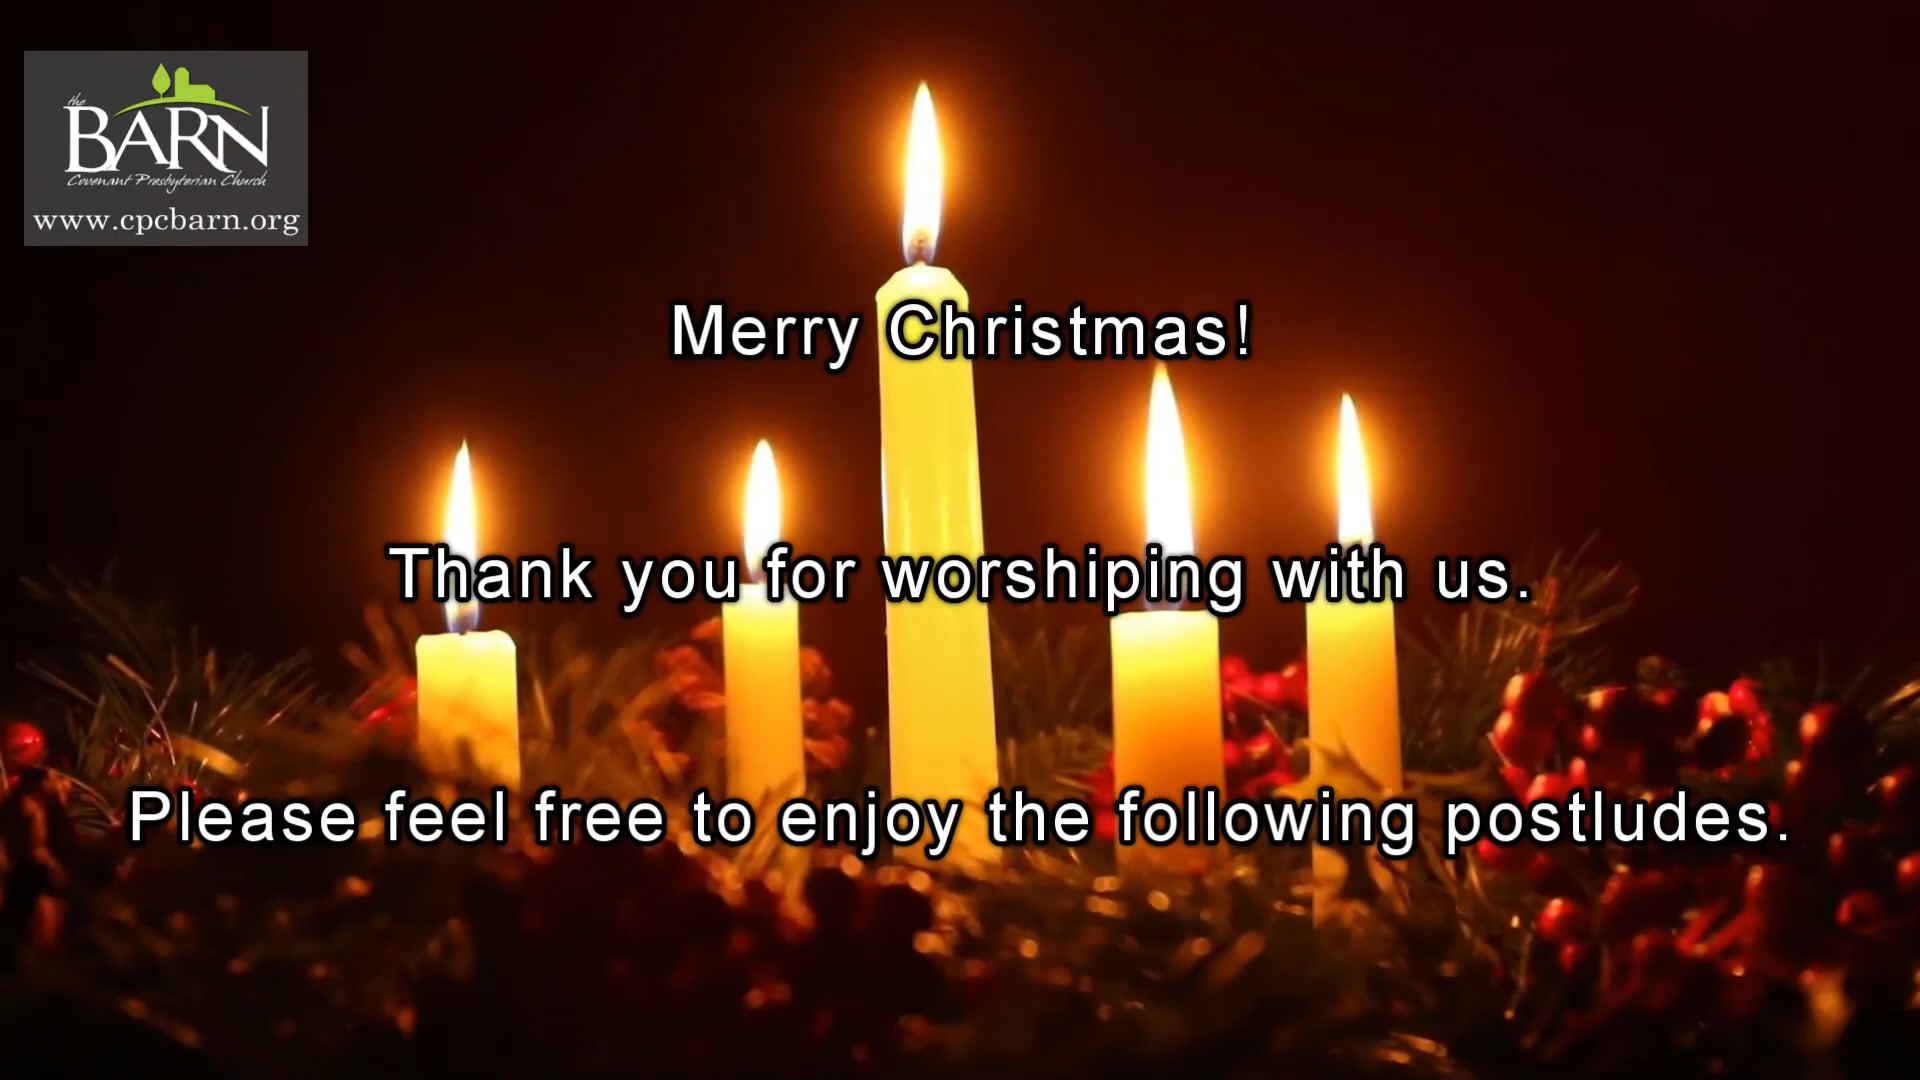 the
BARN
Covenant Presbyterian Church
www.cpcbarn.org
Merry Christmas!
Thank you for worshiping with us.
Please feel free to enjoy the following postludes.